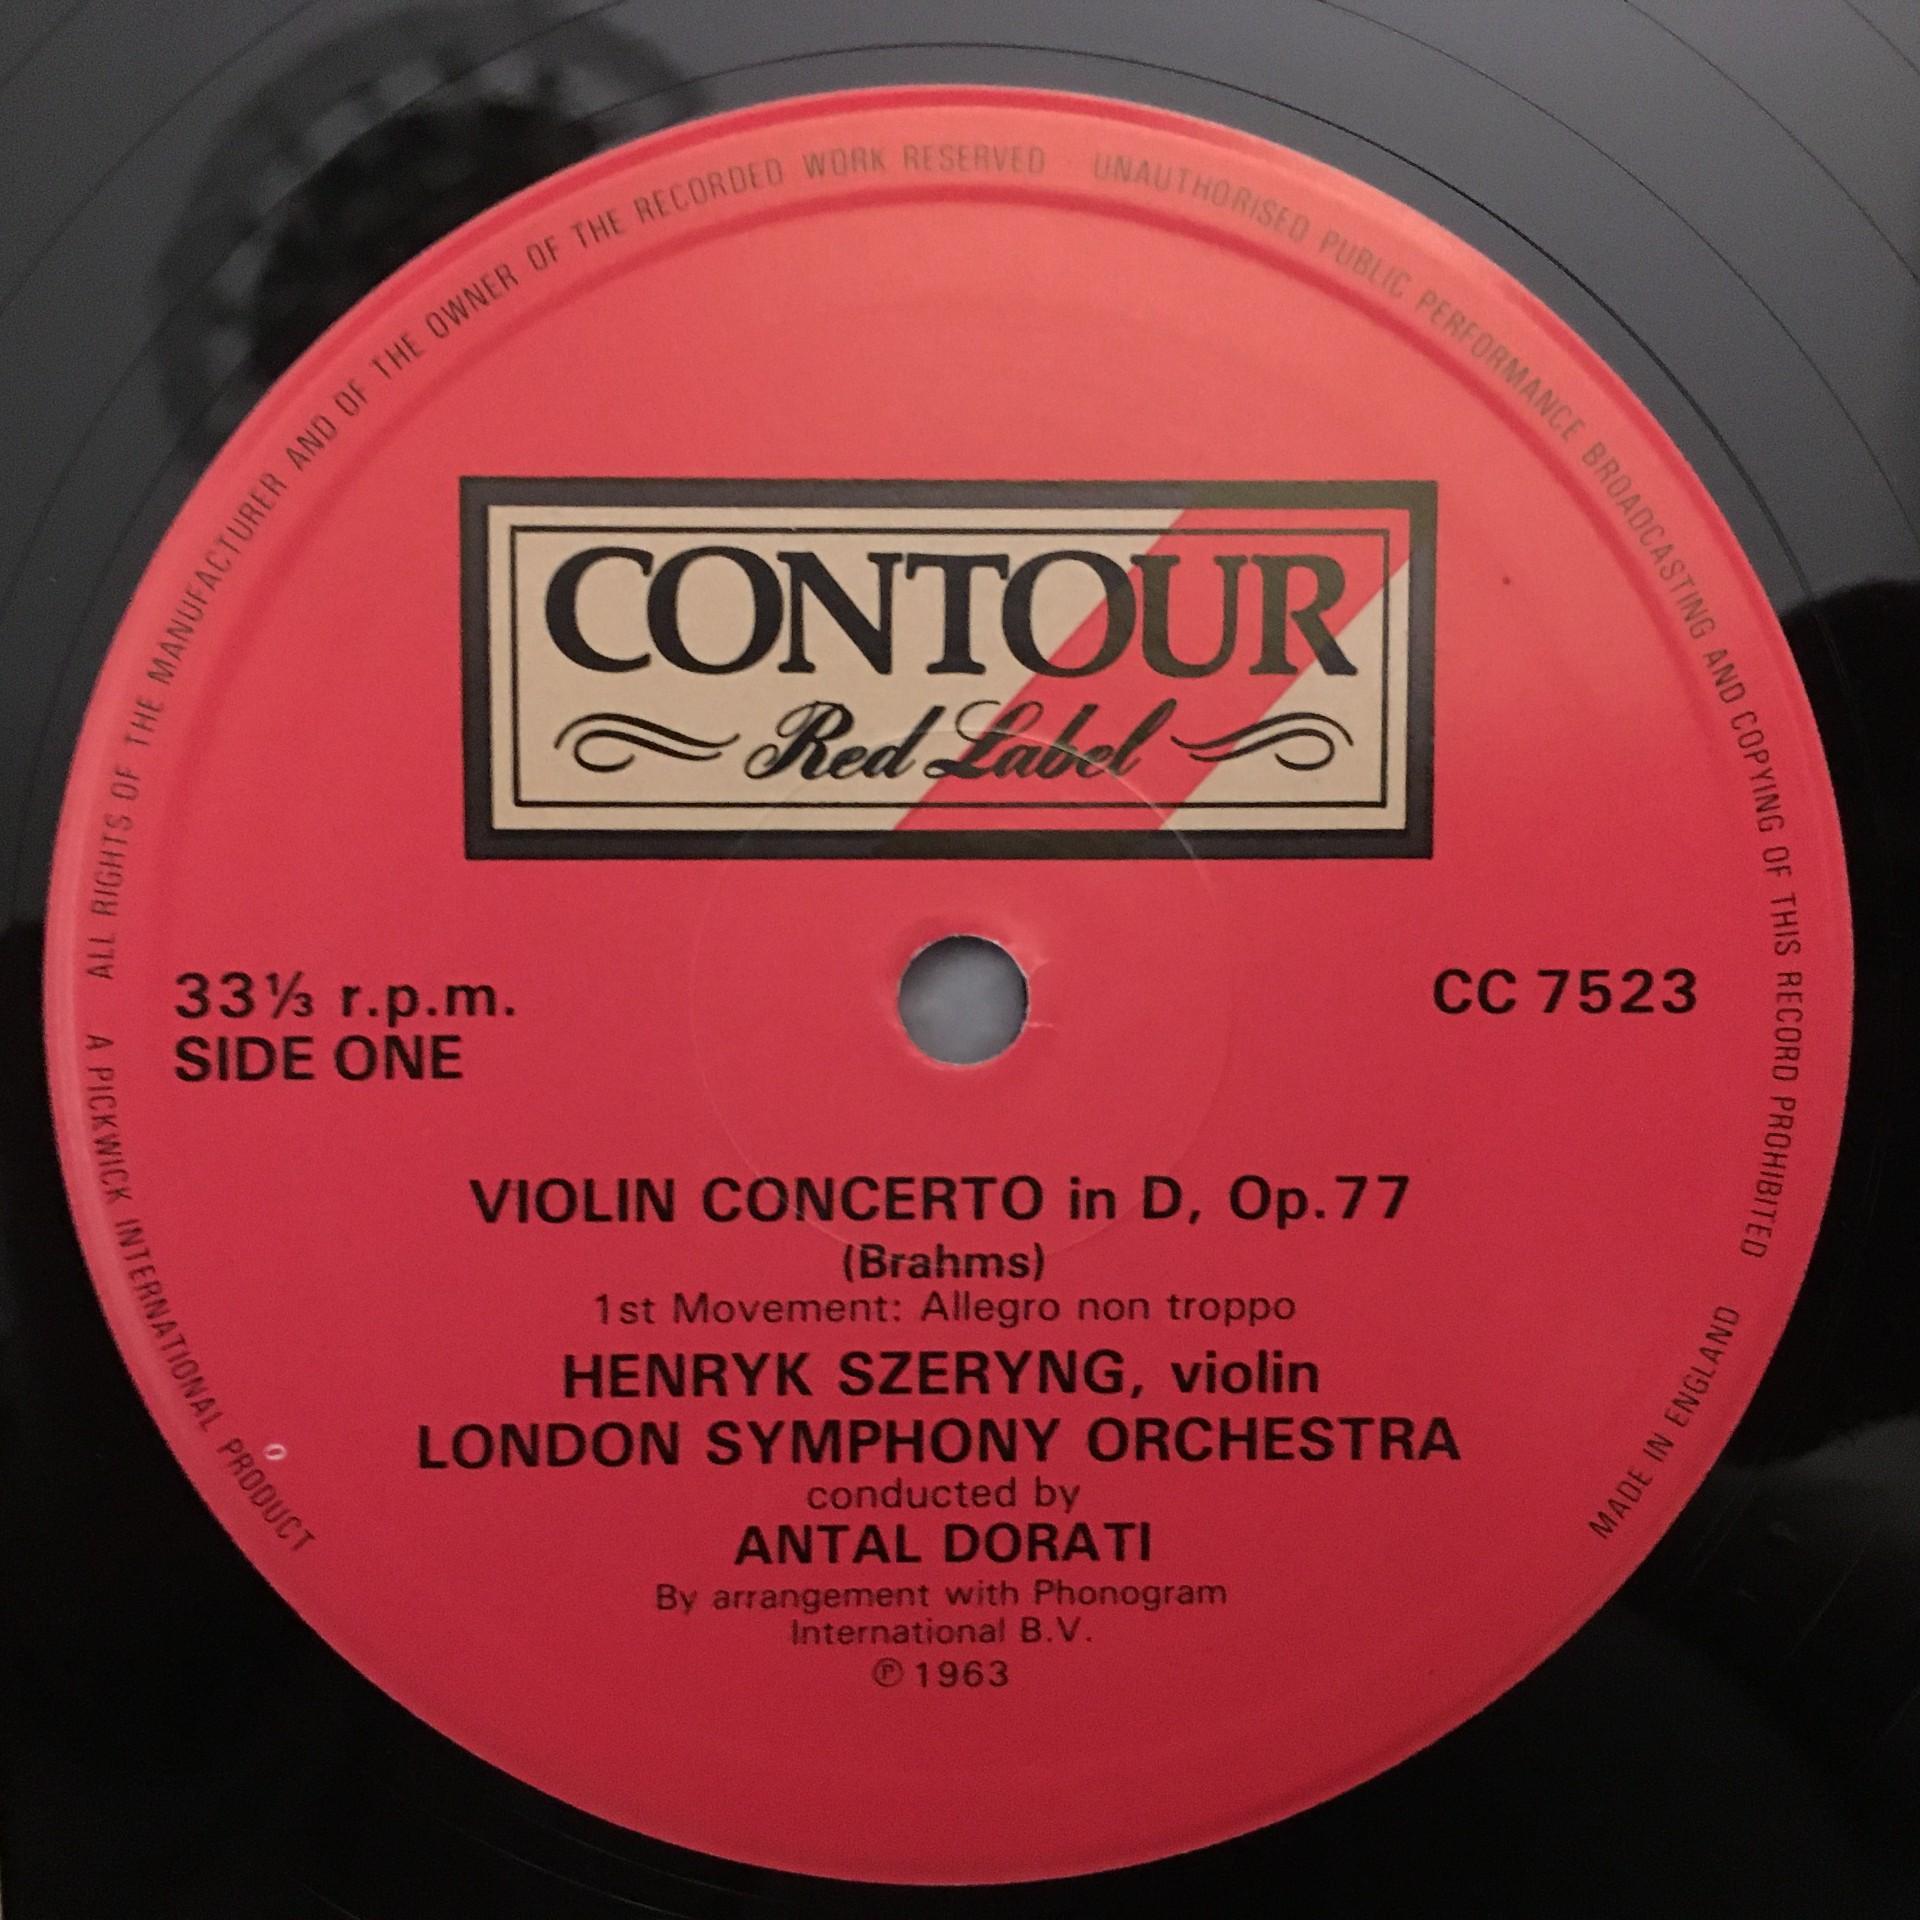 ALL RIGHTS OF THE MANUFACTURER AND OF THE OWNER OF THE RECORDED WORK RESERVED UNAUTHORISED PUBLIC PERFORMANCE BROADCASTING AND COPYING OF THIS RECORD PROHIBITED
CONTOUR
Red Label
33⅓ r.p.m.
SIDE ONE
CC 7523
VIOLIN CONCERTO in D, Op.77
(Brahms)
1st Movement: Allegro non troppo
HENRYK SZERYNG, violin
LONDON SYMPHONY ORCHESTRA
conducted by
ANTAL DORATI
By arrangement with Phonogram
International B.V.
℗ 1963
A PICKWICK INTERNATIONAL PRODUCT
MADE IN ENGLAND